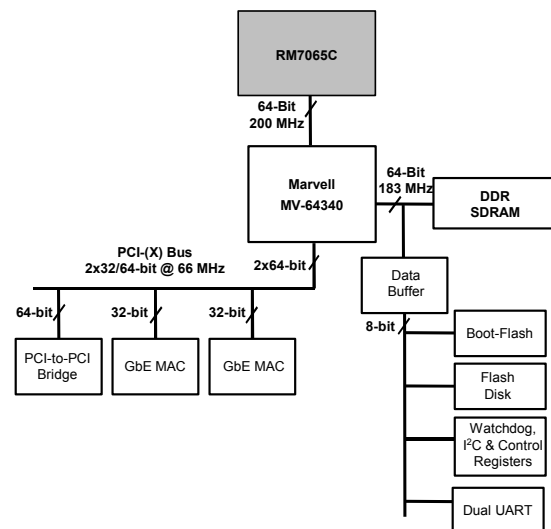 RM7065C
64-Bit
200 MHz
Marvell
MV-64340
64-Bit
183 MHz
DDR
SDRAM
PCI-(X) Bus
2x32/64-bit @ 66 MHz
2x64-bit
Data
Buffer
64-bit
32-bit
32-bit
8-bit
PCI-to-PCI
Bridge
GbE MAC
GbE MAC
Boot-Flash
Flash
Disk
Watchdog,
I²C & Control
Registers
Dual UART